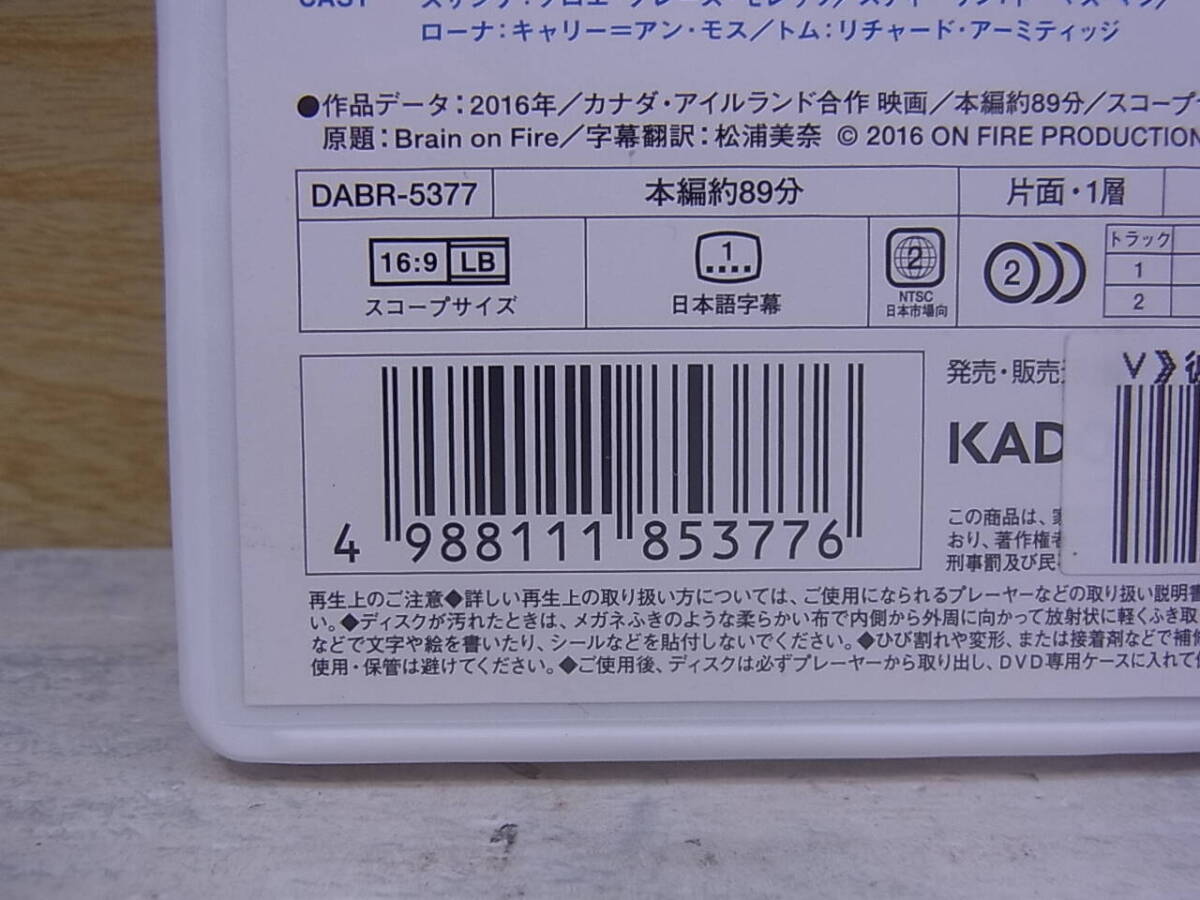 ローナ：キャリー＝アン・モス／トム：リチャード・アーミティッジ
●作品データ：2016年／カナダ・アイルランド合作 映画／本編約89分／スコープ
原題：Brain on Fire／字幕翻訳：松浦美奈 © 2016 ON FIRE PRODUCTION
DABR-5377 本編約89分 片面・1層
16:9 LB 1 2 2 トラック
スコープサイズ 日本語字幕 NTSC 日本市場向 1
2
発売・販売
KAD
この商品は、
おり、著作権者
刑事罰及び民
4 988111 853776
再生上のご注意◆詳しい再生上の取り扱い方については、ご使用になられるプレーヤーなどの取り扱い説明書
い。◆ディスクが汚れたときは、メガネふきのような柔らかい布で内側から外周に向かって放射状に軽くふき取
などで文字や絵を書いたり、シールなどを貼付しないでください。◆ひび割れや変形、または接着剤などで補
使用・保管は避けてください。◆ご使用後、ディスクは必ずプレーヤーから取り出し、DVD専用ケースに入れて